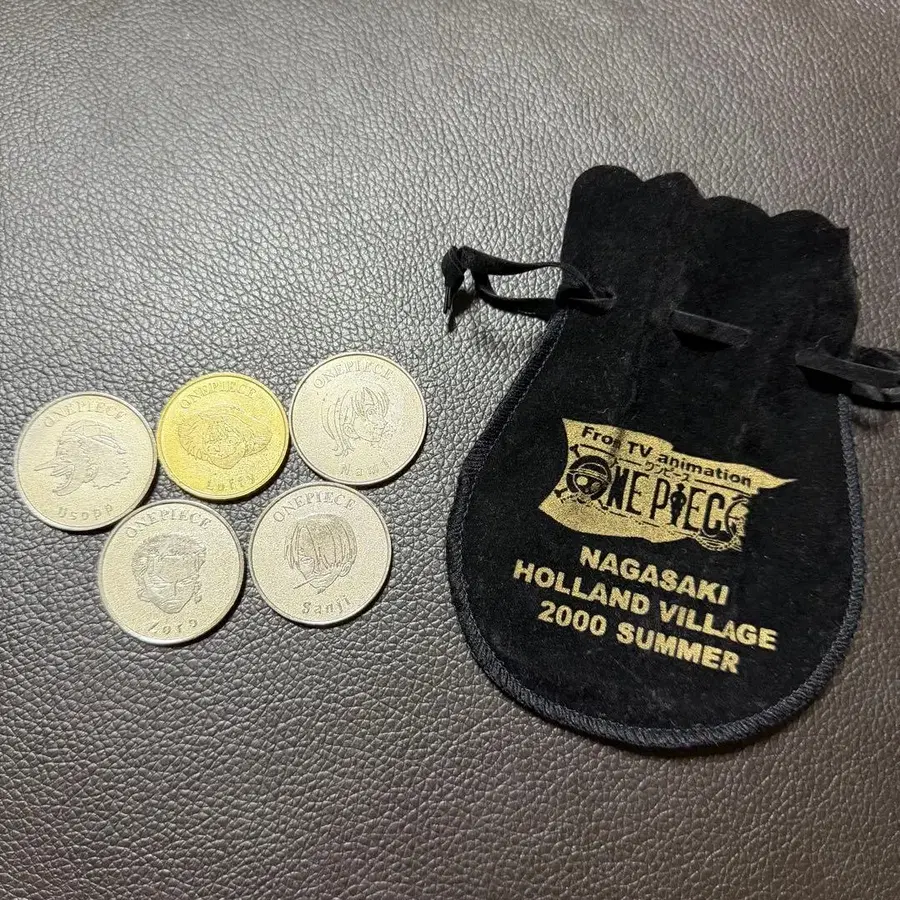 ONEPIECE
Usopp
ONEPIECE
Luffy
ONEPIECE
Nami
ONEPIECE
Zoro
ONEPIECE
Sanji
From TV animation
ワンピース
ONE PIECE
NAGASAKI
HOLLAND VILLAGE
2000 SUMMER